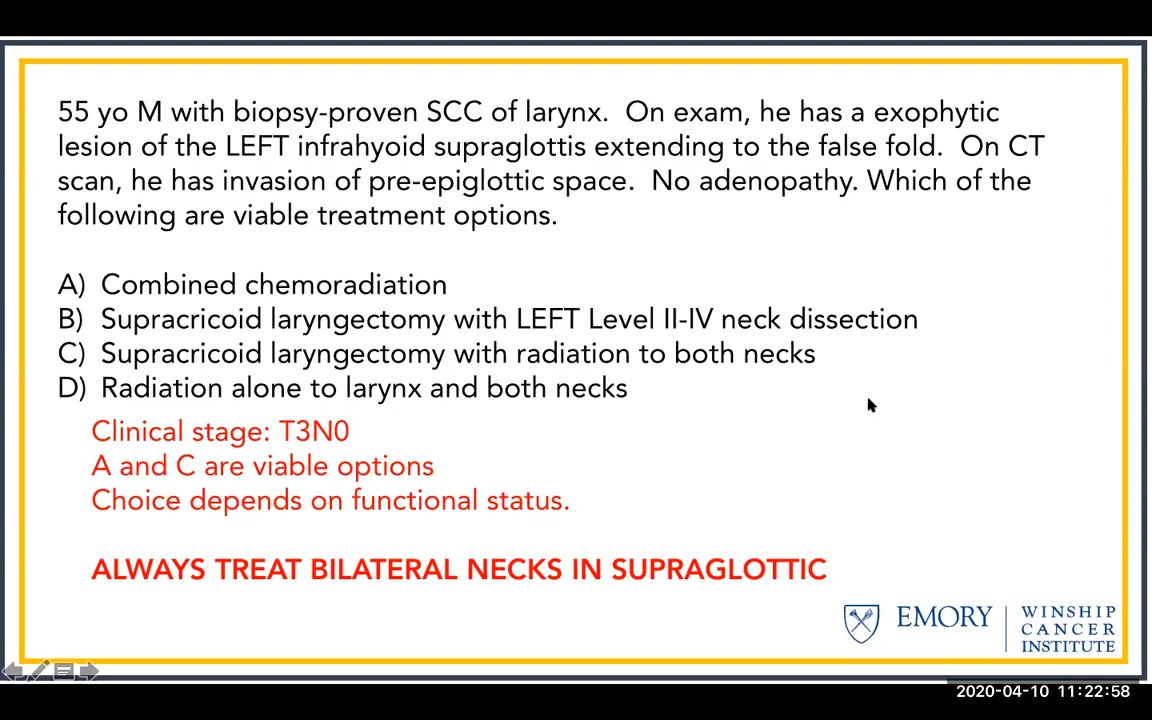 55 yo M with biopsy-proven SCC of larynx.  On exam, he has a exophytic
lesion of the LEFT infrahyoid supraglottis extending to the false fold.  On CT
scan, he has invasion of pre-epiglottic space.  No adenopathy. Which of the
following are viable treatment options.
A) Combined chemoradiation
B) Supracricoid laryngectomy with LEFT Level II-IV neck dissection
C) Supracricoid laryngectomy with radiation to both necks
D) Radiation alone to larynx and both necks
Clinical stage: T3N0
A and C are viable options
Choice depends on functional status.
ALWAYS TREAT BILATERAL NECKS IN SUPRAGLOTTIC
EMORY
WINSHIP
CANCER
INSTITUTE
2020-04-10 11:22:58